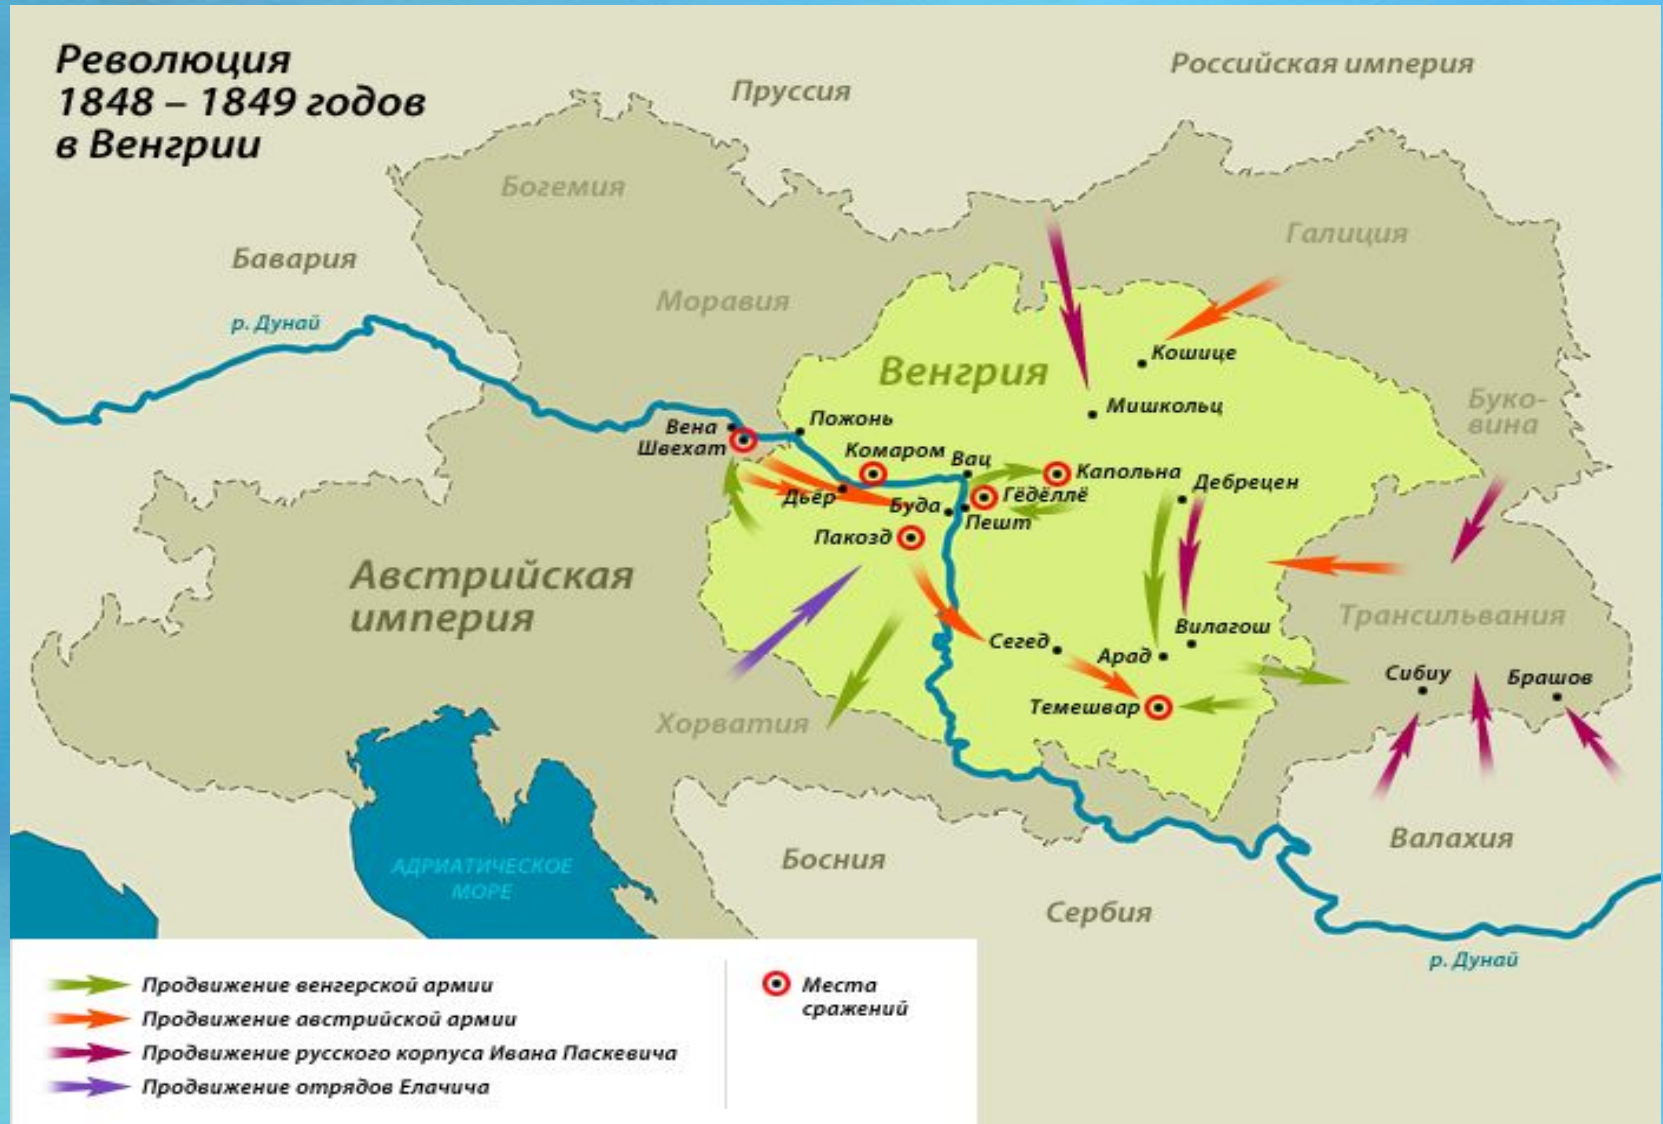 Революция
1848 – 1849 годов
в Венгрии
Пруссия
Российская империя
Богемия
Галиция
Бавария
Моравия
р. Дунай
Венгрия
Кошице
Мишкольц
Буко-
вина
Пожонь
Вена
Швехат
Комаром
Вац
Капольна
Дебрецен
Дьёр
Буда
Гёдёллё
Пешт
Пакозд
Австрийская
империя
Трансильвания
Вилагош
Сегед
Арад
Сибиу
Брашов
Темешвар
Хорватия
Валахия
АДРИАТИЧЕСКОЕ
МОРЕ
Босния
Сербия
р. Дунай
Продвижение венгерской армии
Продвижение австрийской армии
Продвижение русского корпуса Ивана Паскевича
Продвижение отрядов Елачича
Места
сражений